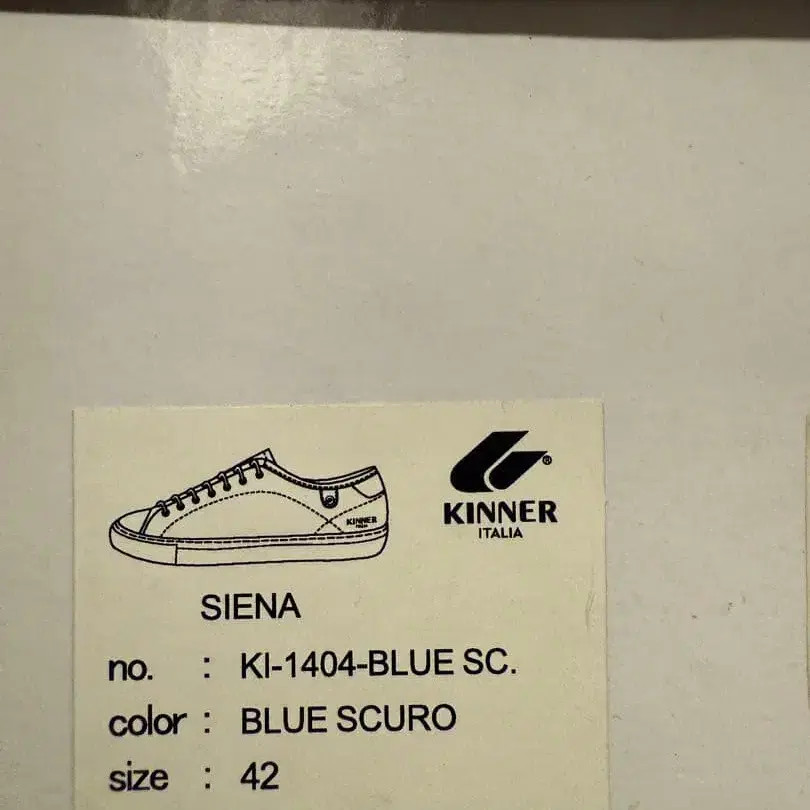 KINNER
ITALIA
®
KINNER
ITALIA
SIENA
no. : KI-1404-BLUE SC.
color : BLUE SCURO
size : 42